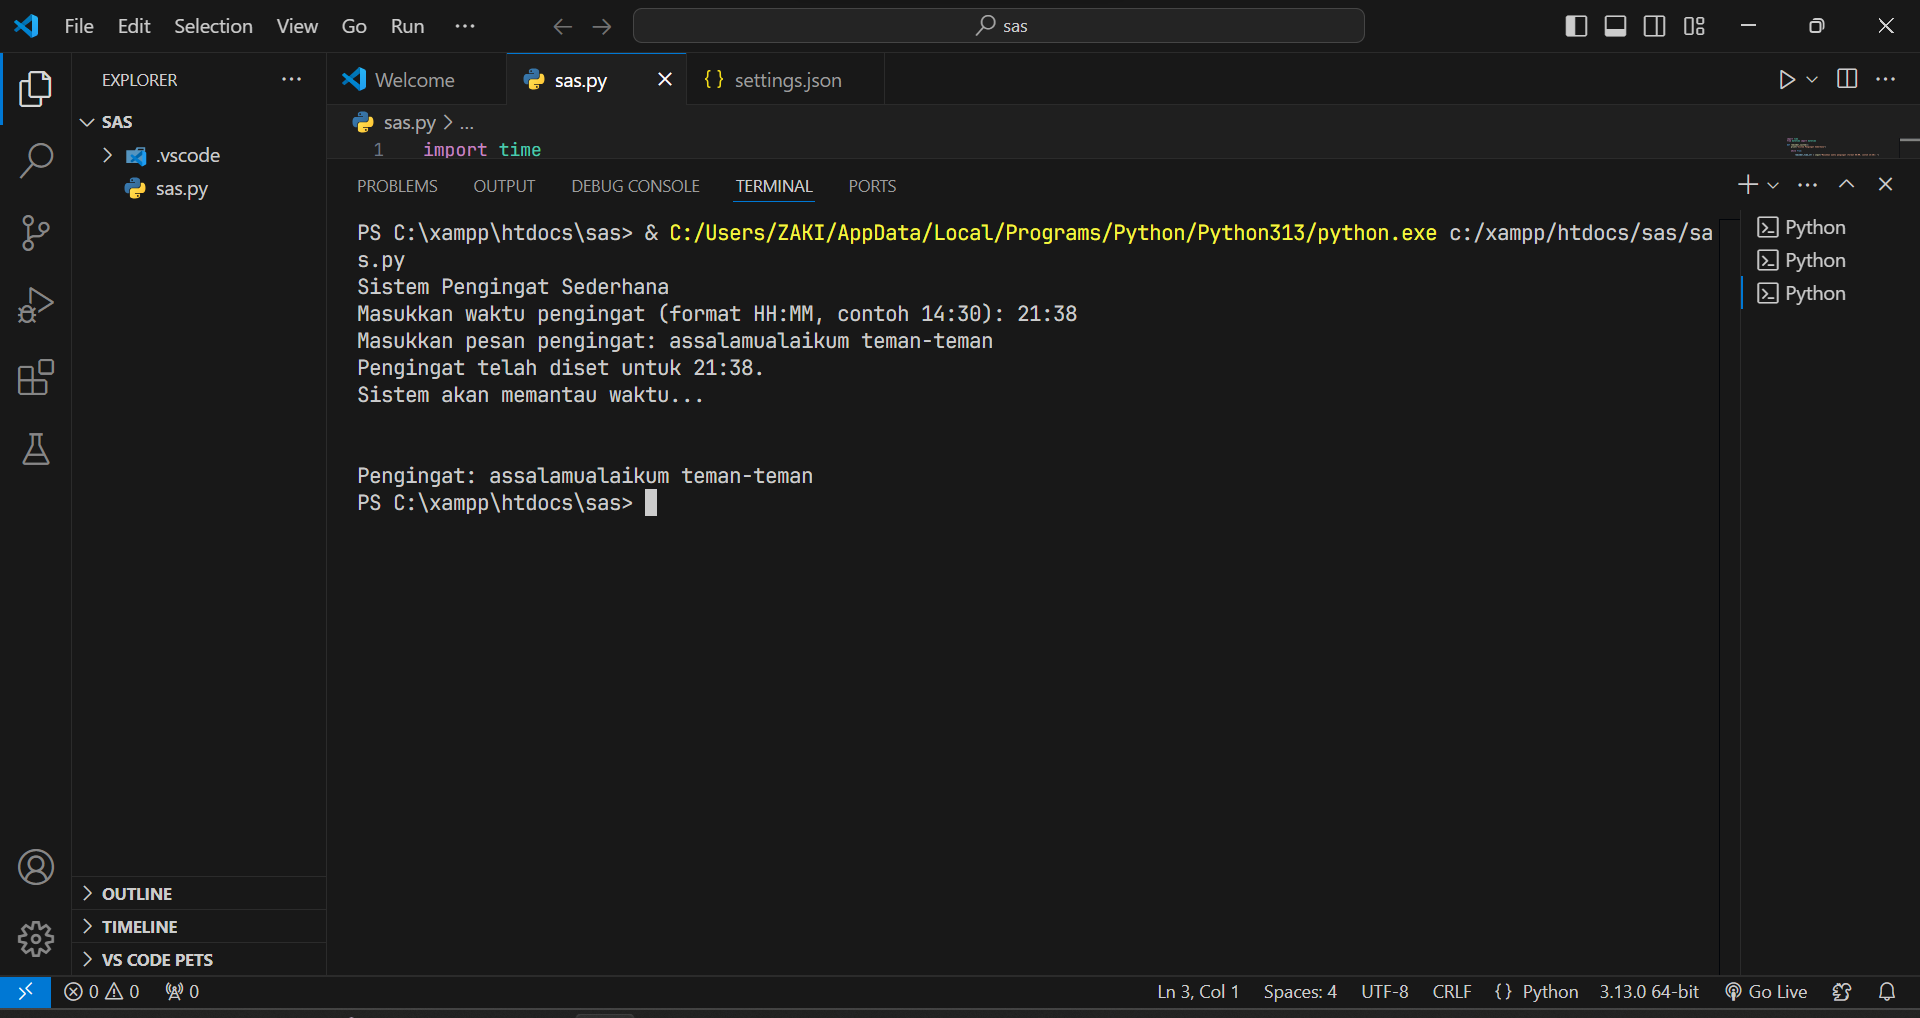 File Edit Selection View Go Run ... sas
EXPLORER ...
Welcome sas.py {} settings.json
SAS
.vscode
sas.py
sas.py > ...
1 import time
PROBLEMS OUTPUT DEBUG CONSOLE TERMINAL PORTS
PS C:\xampp\htdocs\sas> & C:/Users/ZAKI/AppData/Local/Programs/Python/Python313/python.exe c:/xampp/htdocs/sas/sa
s.py
Sistem Pengingat Sederhana
Masukkan waktu pengingat (format HH:MM, contoh 14:30): 21:38
Masukkan pesan pengingat: assalamualaikum teman-teman
Pengingat telah diset untuk 21:38.
Sistem akan memantau waktu...
Pengingat: assalamualaikum teman-teman
PS C:\xampp\htdocs\sas>
Python
Python
Python
OUTLINE
TIMELINE
VS CODE PETS
0 0 0 Ln 3, Col 1 Spaces: 4 UTF-8 CRLF {} Python 3.13.0 64-bit Go Live